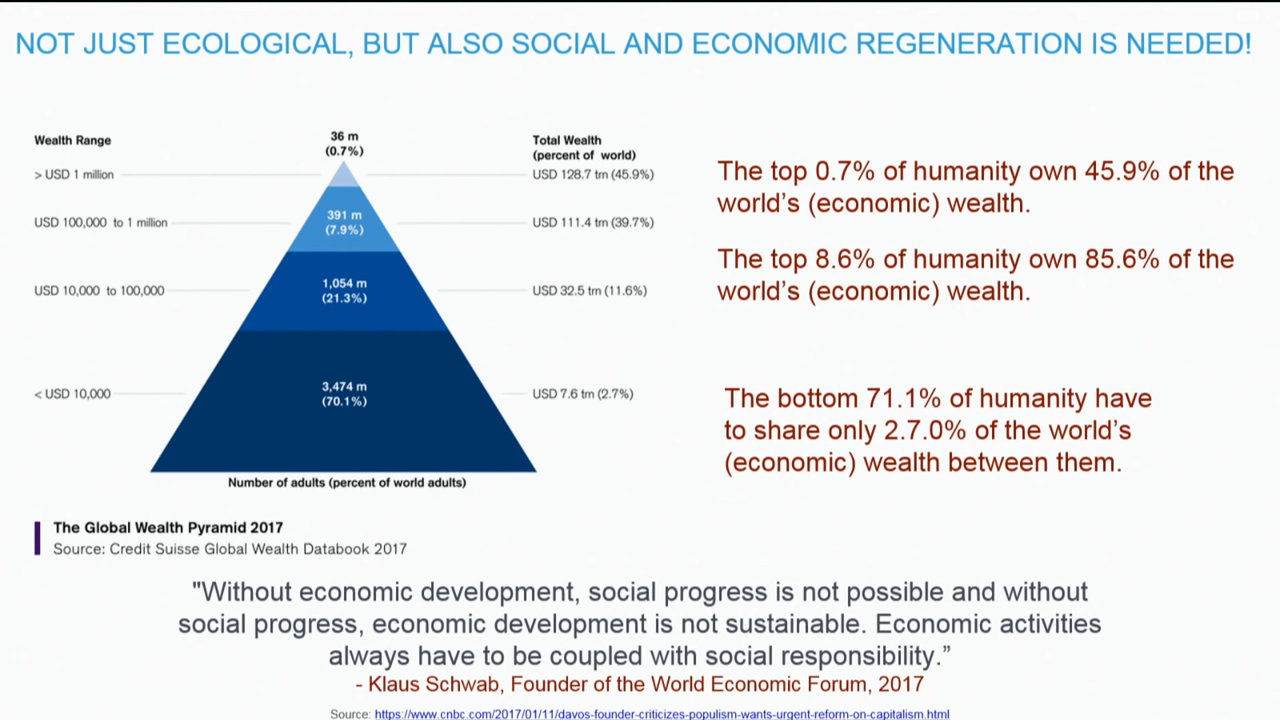 NOT JUST ECOLOGICAL, BUT ALSO SOCIAL AND ECONOMIC REGENERATION IS NEEDED!
Wealth Range
36 m
(0.7%)
Total Wealth
(percent of world)
> USD 1 million
USD 128.7 trn (45.9%)
USD 100,000 to 1 million
391 m
(7.9%)
USD 111.4 trn (39.7%)
USD 10,000 to 100,000
1,054 m
(21.3%)
USD 32.5 trn (11.6%)
< USD 10,000
3,474 m
(70.1%)
USD 7.6 trn (2.7%)
Number of adults (percent of world adults)
The top 0.7% of humanity own 45.9% of the
world's (economic) wealth.
The top 8.6% of humanity own 85.6% of the
world's (economic) wealth.
The bottom 71.1% of humanity have
to share only 2.7.0% of the world's
(economic) wealth between them.
The Global Wealth Pyramid 2017
Source: Credit Suisse Global Wealth Databook 2017
"Without economic development, social progress is not possible and without
social progress, economic development is not sustainable. Economic activities
always have to be coupled with social responsibility."
- Klaus Schwab, Founder of the World Economic Forum, 2017
Source: https://www.cnbc.com/2017/01/11/davos-founder-criticizes-populism-wants-urgent-reform-on-capitalism.html